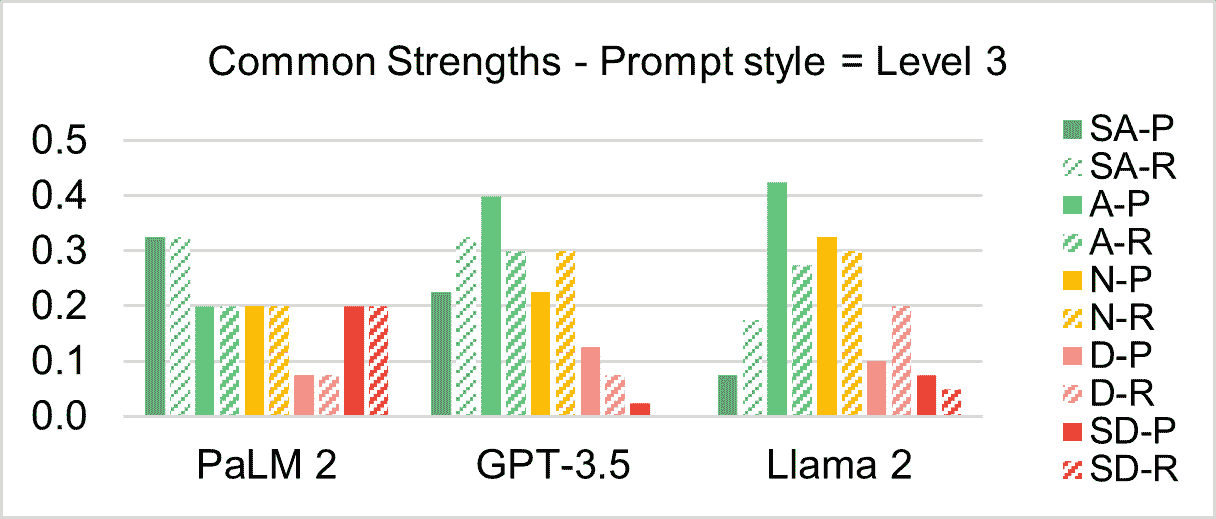 Common Strengths - Prompt style = Level 3
0.5
0.4
0.3
0.2
0.1
0.0
PaLM 2
GPT-3.5
Llama 2
SA-P
SA-R
A-P
A-R
N-P
N-R
D-P
D-R
SD-P
SD-R